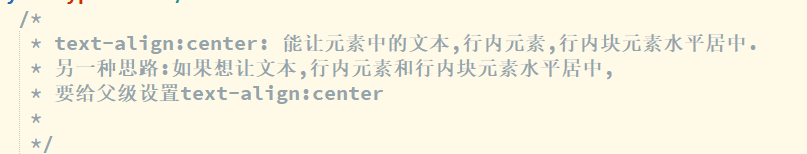 /*
* text-align:center: 能让元素中的文本,行内元素,行内块元素水平居中.
* 另一种思路:如果想让文本,行内元素和行内块元素水平居中,
* 要给父级设置text-align:center
*
*/